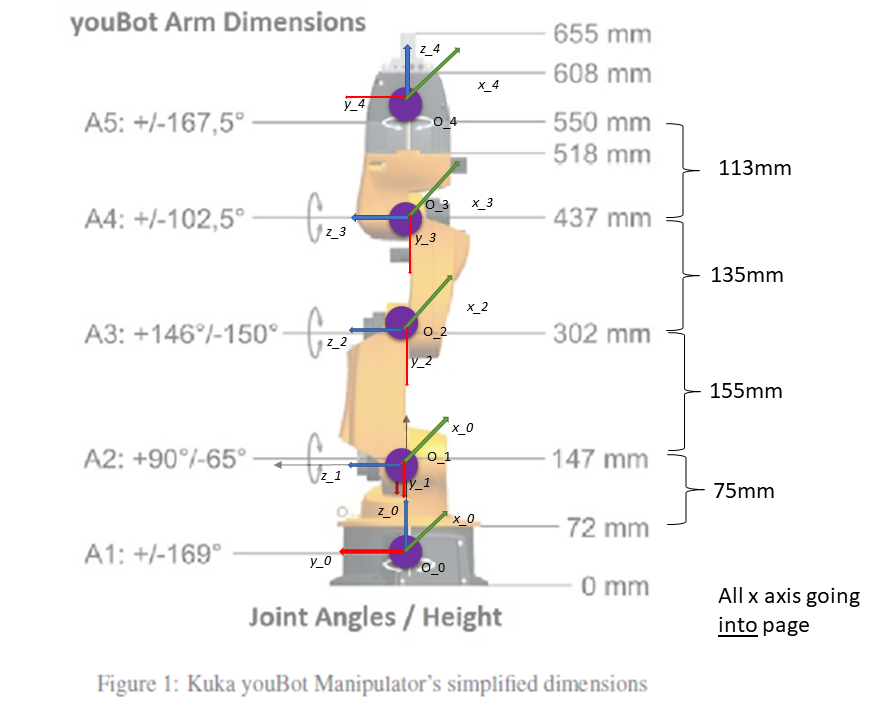 youBot Arm Dimensions
655 mm
z_4
608 mm
x_4
y_4
A5: +/-167,5°
O_4
550 mm
518 mm
113mm
O_3
x_3
A4: +/-102,5°
437 mm
z_3
y_3
135mm
x_2
A3: +146°/-150°
O_2
302 mm
z_2
y_2
155mm
x_0
A2: +90°/-65°
O_1
147 mm
z_1
y_1
75mm
z_0
x_0
72 mm
A1: +/-169°
y_0
O_0
0 mm
All x axis going
into page
Joint Angles / Height
Figure 1: Kuka youBot Manipulator's simplified dimensions